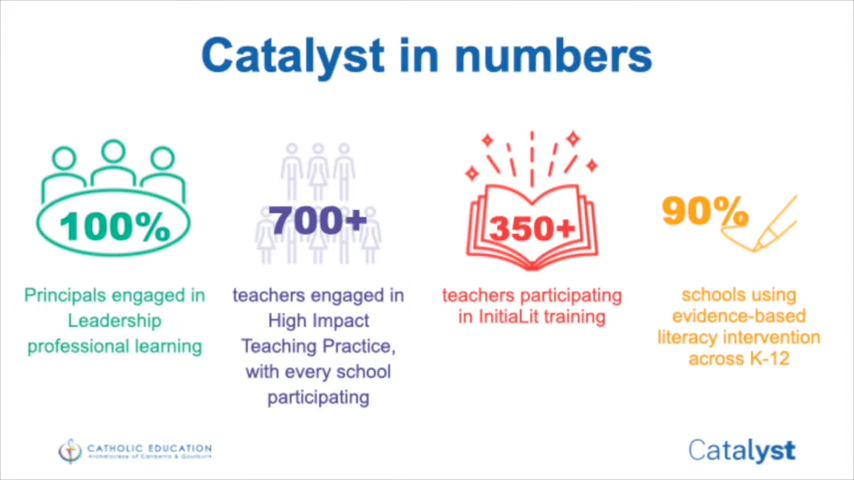 Catalyst in numbers
100%
Principals engaged in
Leadership
professional learning
700+
teachers engaged in
High Impact
Teaching Practice,
with every school
participating
350+
teachers participating
in InitiaLit training
90%
schools using
evidence-based
literacy intervention
across K-12
CATHOLIC EDUCATION
Archdiocese of Canberra & Goulburn
Catalyst